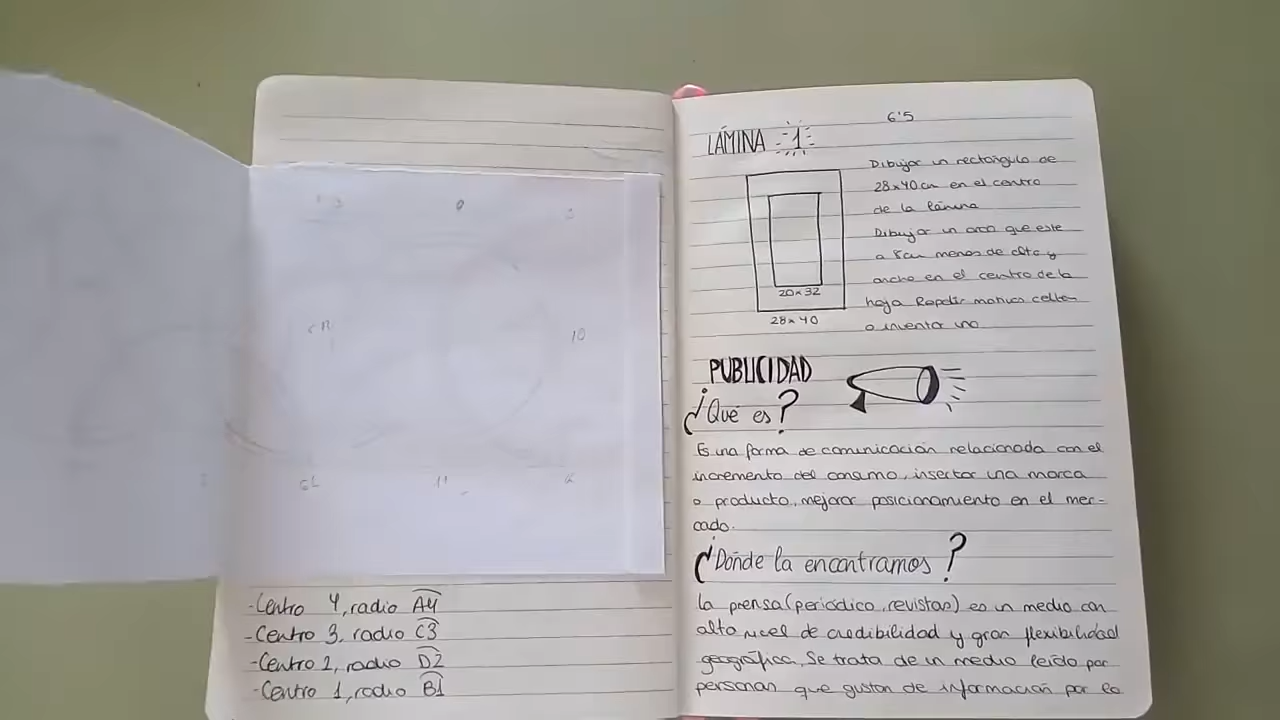 -Centro 4, radio A4
-Centro 3, radio C3
-Centro 2, radio D2
-Centro 1, radio B1
6'5
LÁMINA 1
Dibujar un rectángulo de
28x40cm en el centro
de la lámina
Dibujar un arco que este
a 8cm menos de alto y
ancho en el centro de la
hoja Repetir motivos celtas
o inventar uno
20x32
28x40
PUBLICIDAD
¿Qué es?
Es una forma de comunicación relacionada con el
incremento del consumo, insertar una marca
o producto, mejorar posicionamiento en el mer-
cado.
¿Dónde la encontramos?
La prensa (periódico, revistas) es un medio con
alto nivel de credibilidad y gran flexibilidad
geográfica. Se trata de un medio leído por
personas que gustan de información por lo